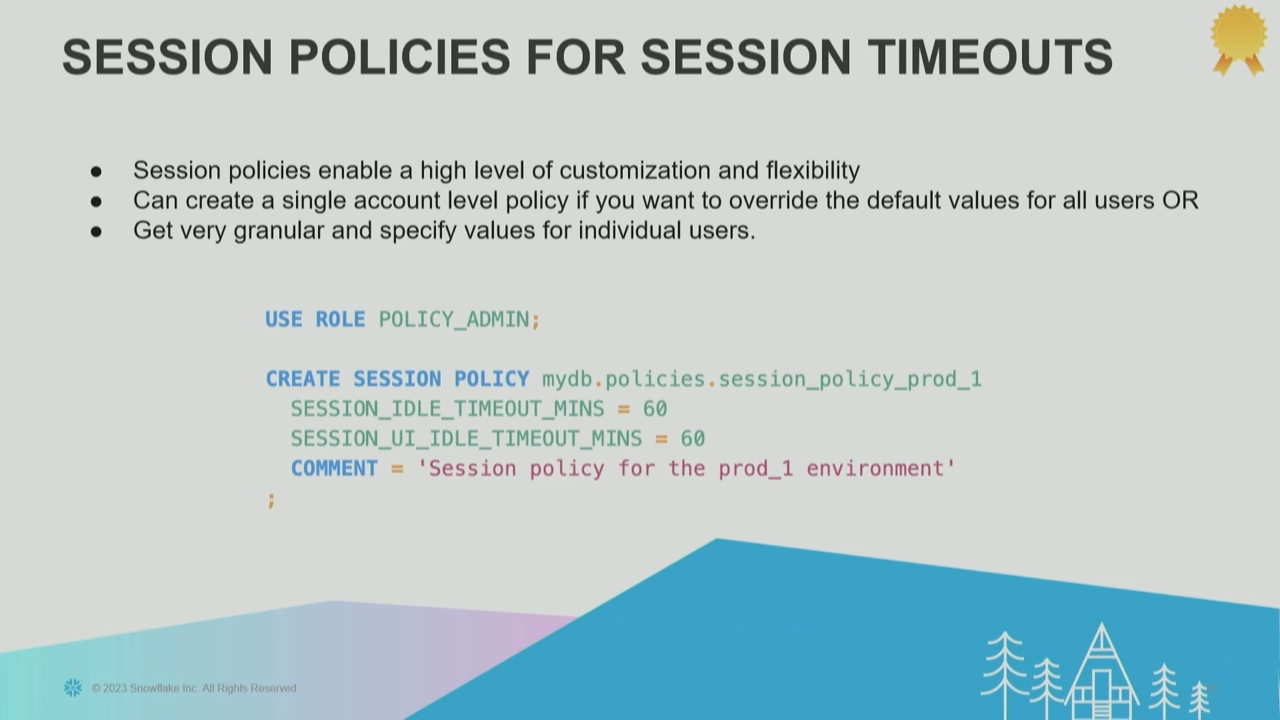 SESSION POLICIES FOR SESSION TIMEOUTS
● Session policies enable a high level of customization and flexibility
● Can create a single account level policy if you want to override the default values for all users OR
● Get very granular and specify values for individual users.
USE ROLE POLICY_ADMIN;
CREATE SESSION POLICY mydb.policies.session_policy_prod_1
SESSION_IDLE_TIMEOUT_MINS = 60
SESSION_UI_IDLE_TIMEOUT_MINS = 60
COMMENT = 'Session policy for the prod_1 environment'
;
© 2023 Snowflake Inc. All Rights Reserved